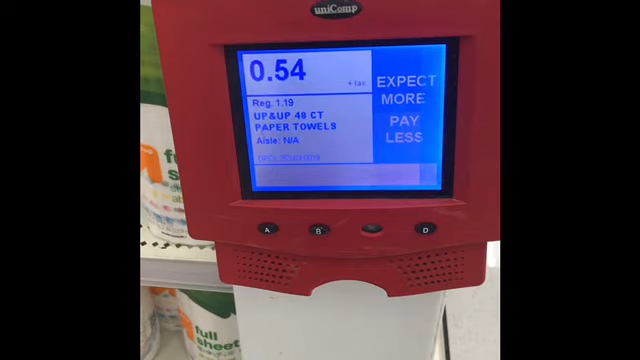 uniComp
0.54
+ tax
Reg. 1.19
UP&UP 48 CT
PAPER TOWELS
Aisle: N/A
EXPECT
MORE
PAY
LESS
A
B
D
full
sheet